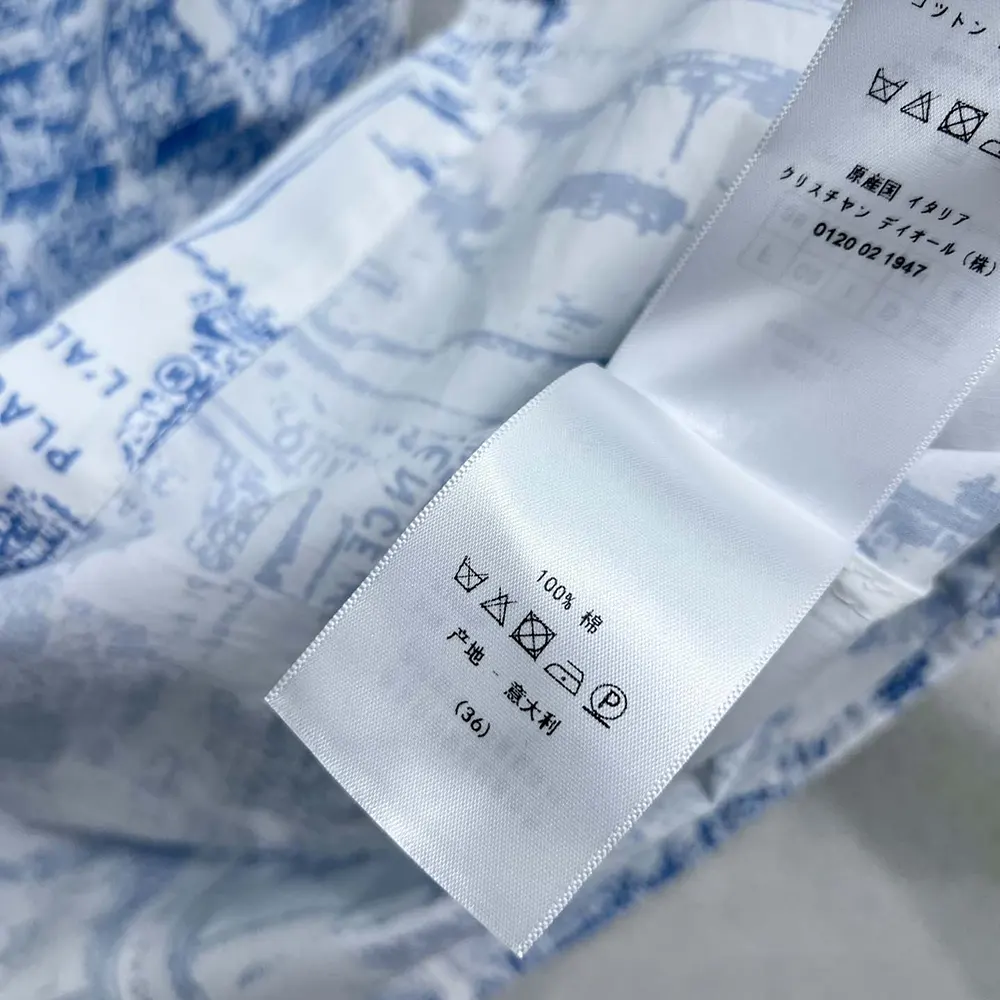 コットン
原産国 イタリア
クリスチャン ディオール (株)
0120 02 1947
100% 棉
P
产地 - 意大利
(36)
PLA
L'AL
ENCE